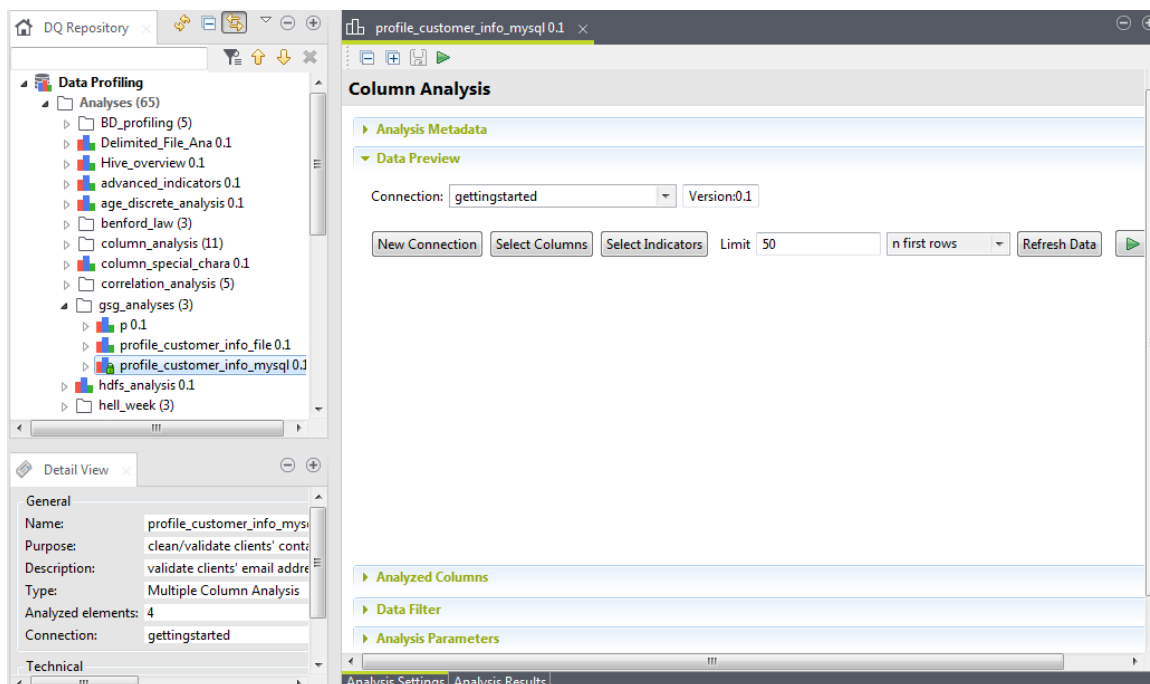 DQ Repository
Data Profiling
Analyses (65)
BD_profiling (5)
Delimited_File_Ana 0.1
Hive_overview 0.1
advanced_indicators 0.1
age_discrete_analysis 0.1
benford_law (3)
column_analysis (11)
column_special_chara 0.1
correlation_analysis (5)
gsg_analyses (3)
p 0.1
profile_customer_info_file 0.1
profile_customer_info_mysql 0.1
hdfs_analysis 0.1
hell_week (3)
Detail View
General
Name: profile_customer_info_mys
Purpose: clean/validate clients' conta
Description: validate clients' email addre
Type: Multiple Column Analysis
Analyzed elements: 4
Connection: gettingstarted
Technical
profile_customer_info_mysql 0.1
Column Analysis
Analysis Metadata
Data Preview
Connection: gettingstarted Version:0.1
New Connection Select Columns Select Indicators Limit 50 n first rows Refresh Data
Analyzed Columns
Data Filter
Analysis Parameters
Analysis Settings Analysis Results